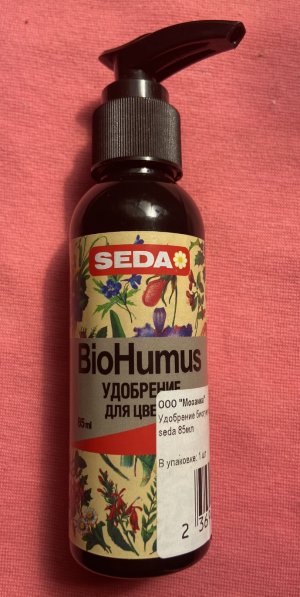 SEDA
BioHumus
УДОБРЕНИЕ
ДЛЯ ЦВЕ
85ml
ООО "Мозаика"
Удобрение
seda 85мл
В упаковке: 1 шт
2 36